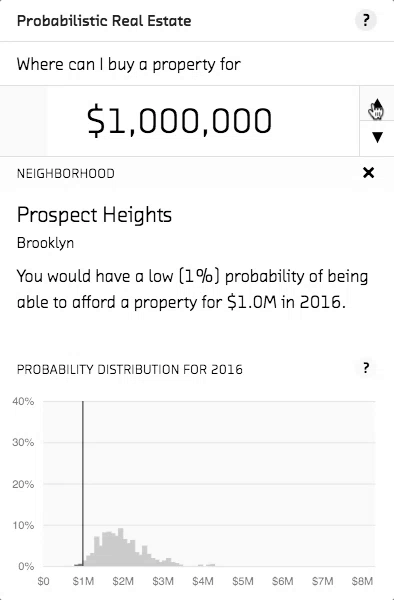 Probabilistic Real Estate
?
Where can I buy a property for
$1,000,000
NEIGHBORHOOD
Prospect Heights
Brooklyn
You would have a low (1%) probability of being
able to afford a property for $1.0M in 2016.
PROBABILITY DISTRIBUTION FOR 2016
?
40%
30%
20%
10%
0%
$0 $1M $2M $3M $4M $5M $6M $7M $8M